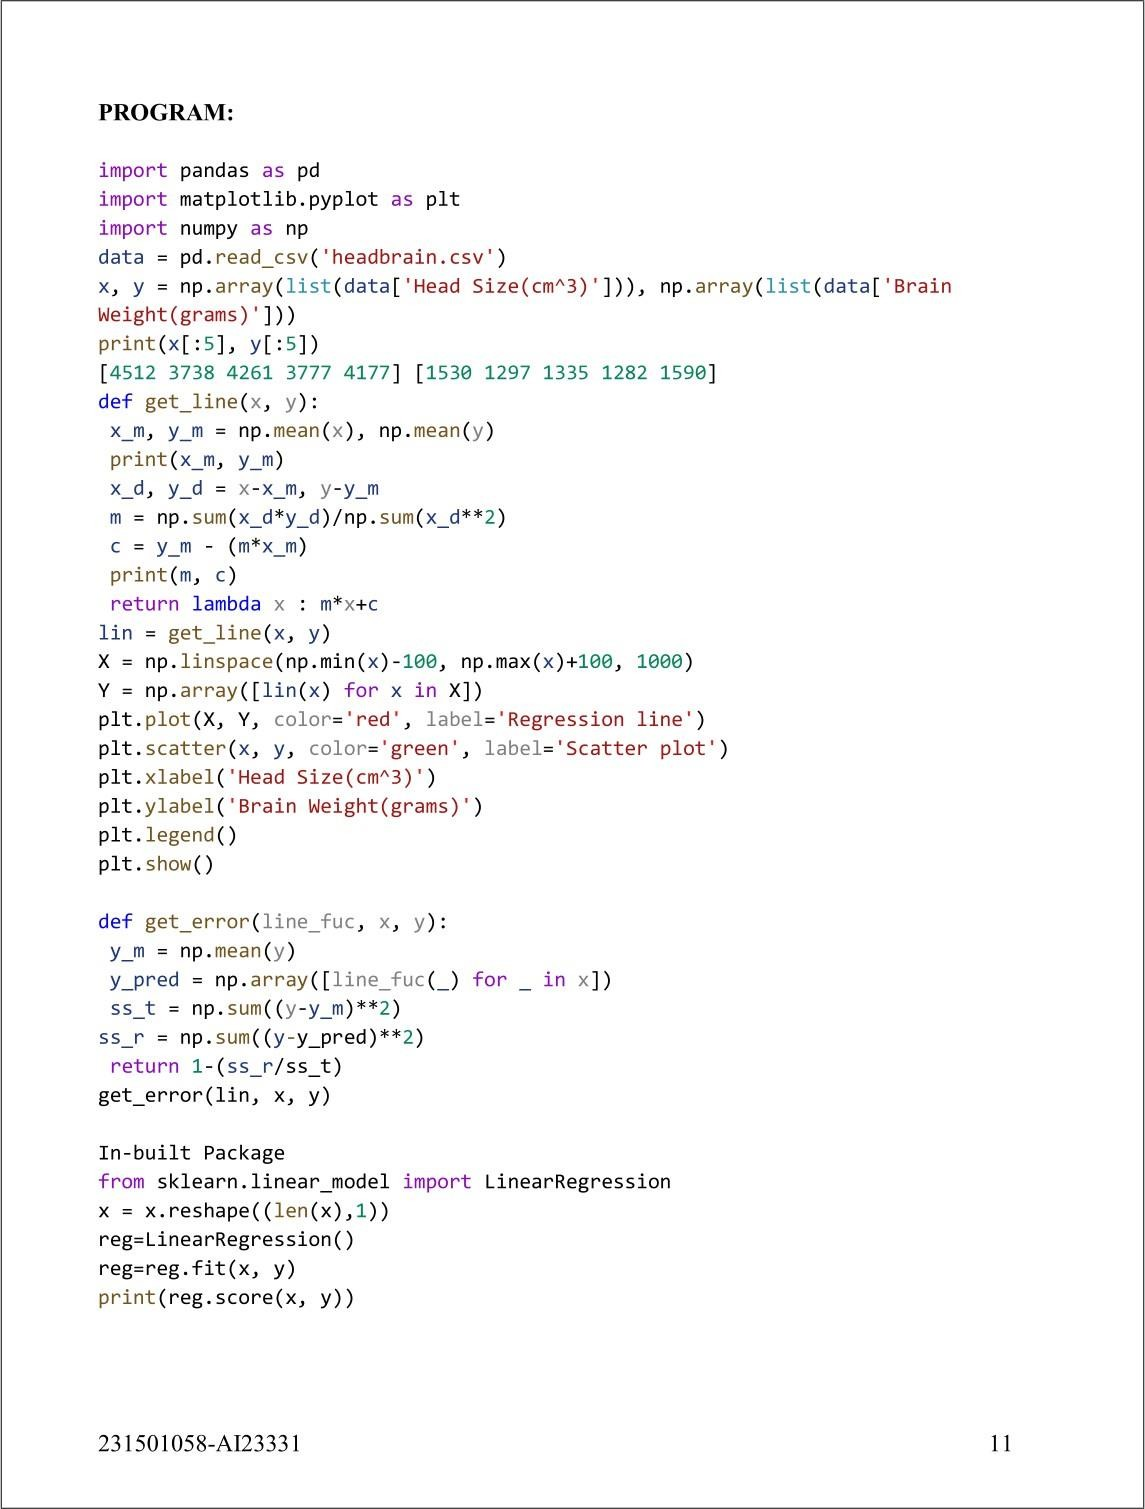 PROGRAM:
import pandas as pd
import matplotlib.pyplot as plt
import numpy as np
data = pd.read_csv('headbrain.csv')
x, y = np.array(list(data['Head Size(cm^3)'])), np.array(list(data['Brain
Weight(grams)']))
print(x[:5], y[:5])
[4512 3738 4261 3777 4177] [1530 1297 1335 1282 1590]
def get_line(x, y):
 x_m, y_m = np.mean(x), np.mean(y)
 print(x_m, y_m)
 x_d, y_d = x-x_m, y-y_m
 m = np.sum(x_d*y_d)/np.sum(x_d**2)
 c = y_m - (m*x_m)
 print(m, c)
 return lambda x : m*x+c
lin = get_line(x, y)
X = np.linspace(np.min(x)-100, np.max(x)+100, 1000)
Y = np.array([lin(x) for x in X])
plt.plot(X, Y, color='red', label='Regression line')
plt.scatter(x, y, color='green', label='Scatter plot')
plt.xlabel('Head Size(cm^3)')
plt.ylabel('Brain Weight(grams)')
plt.legend()
plt.show()
def get_error(line_fuc, x, y):
 y_m = np.mean(y)
 y_pred = np.array([line_fuc(_) for _ in x])
 ss_t = np.sum((y-y_m)**2)
ss_r = np.sum((y-y_pred)**2)
 return 1-(ss_r/ss_t)
get_error(lin, x, y)
In-built Package
from sklearn.linear_model import LinearRegression
x = x.reshape((len(x),1))
reg=LinearRegression()
reg=reg.fit(x, y)
print(reg.score(x, y))
231501058-AI23331 11